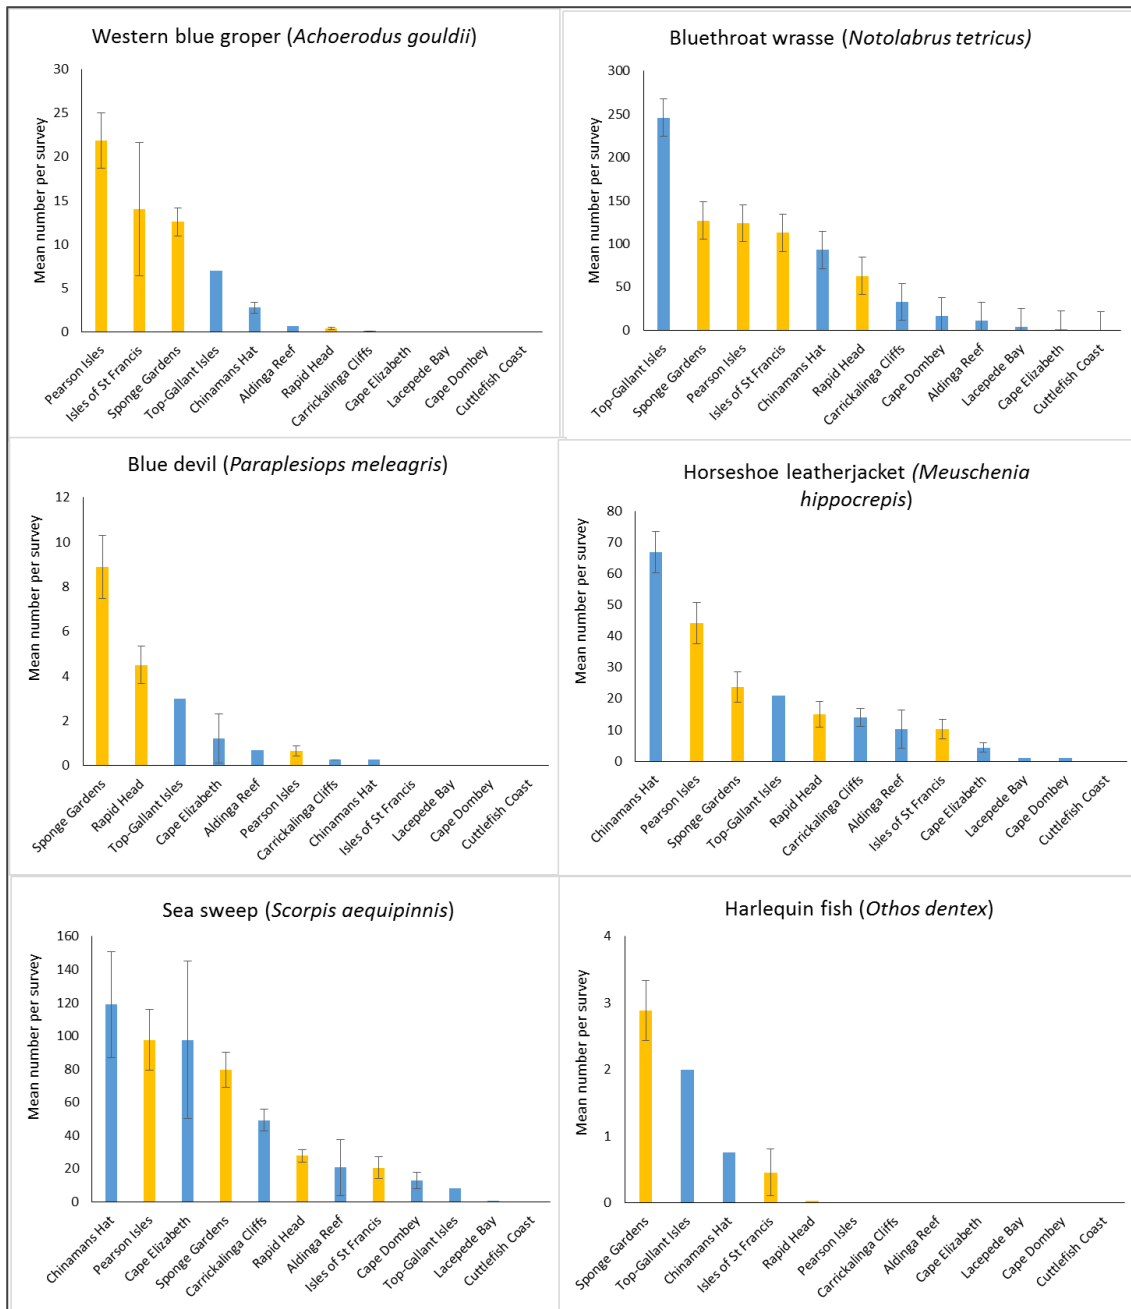 Western blue groper (Achoerodus gouldii)
Mean number per survey
30
25
20
15
10
5
0
Pearson Isles
Isles of St Francis
Sponge Gardens
Top-Gallant Isles
Chinamans Hat
Aldinga Reef
Rapid Head
Carrickalinga Cliffs
Cape Elizabeth
Lacepede Bay
Cape Dombey
Cuttlefish Coast
Bluethroat wrasse (Notolabrus tetricus)
Mean number per survey
300
250
200
150
100
50
0
Top-Gallant Isles
Sponge Gardens
Pearson Isles
Isles of St Francis
Chinamans Hat
Rapid Head
Carrickalinga Cliffs
Cape Dombey
Aldinga Reef
Lacepede Bay
Cape Elizabeth
Cuttlefish Coast
Blue devil (Paraplesiops meleagris)
Mean number per survey
12
10
8
6
4
2
0
Sponge Gardens
Rapid Head
Top-Gallant Isles
Cape Elizabeth
Aldinga Reef
Pearson Isles
Carrickalinga Cliffs
Chinamans Hat
Isles of St Francis
Lacepede Bay
Cape Dombey
Cuttlefish Coast
Horseshoe leatherjacket (Meuschenia
hippocrepis)
Mean number per survey
80
70
60
50
40
30
20
10
0
Chinamans Hat
Pearson Isles
Sponge Gardens
Top-Gallant Isles
Rapid Head
Carrickalinga Cliffs
Aldinga Reef
Isles of St Francis
Cape Elizabeth
Lacepede Bay
Cape Dombey
Cuttlefish Coast
Sea sweep (Scorpis aequipinnis)
Mean number per survey
160
140
120
100
80
60
40
20
0
Chinamans Hat
Pearson Isles
Cape Elizabeth
Sponge Gardens
Carrickalinga Cliffs
Rapid Head
Aldinga Reef
Isles of St Francis
Cape Dombey
Top-Gallant Isles
Lacepede Bay
Cuttlefish Coast
Harlequin fish (Othos dentex)
Mean number per survey
4
3
2
1
0
Sponge Gardens
Top-Gallant Isles
Chinamans Hat
Isles of St Francis
Rapid Head
Pearson Isles
Carrickalinga Cliffs
Aldinga Reef
Cape Elizabeth
Lacepede Bay
Cape Dombey
Cuttlefish Coast